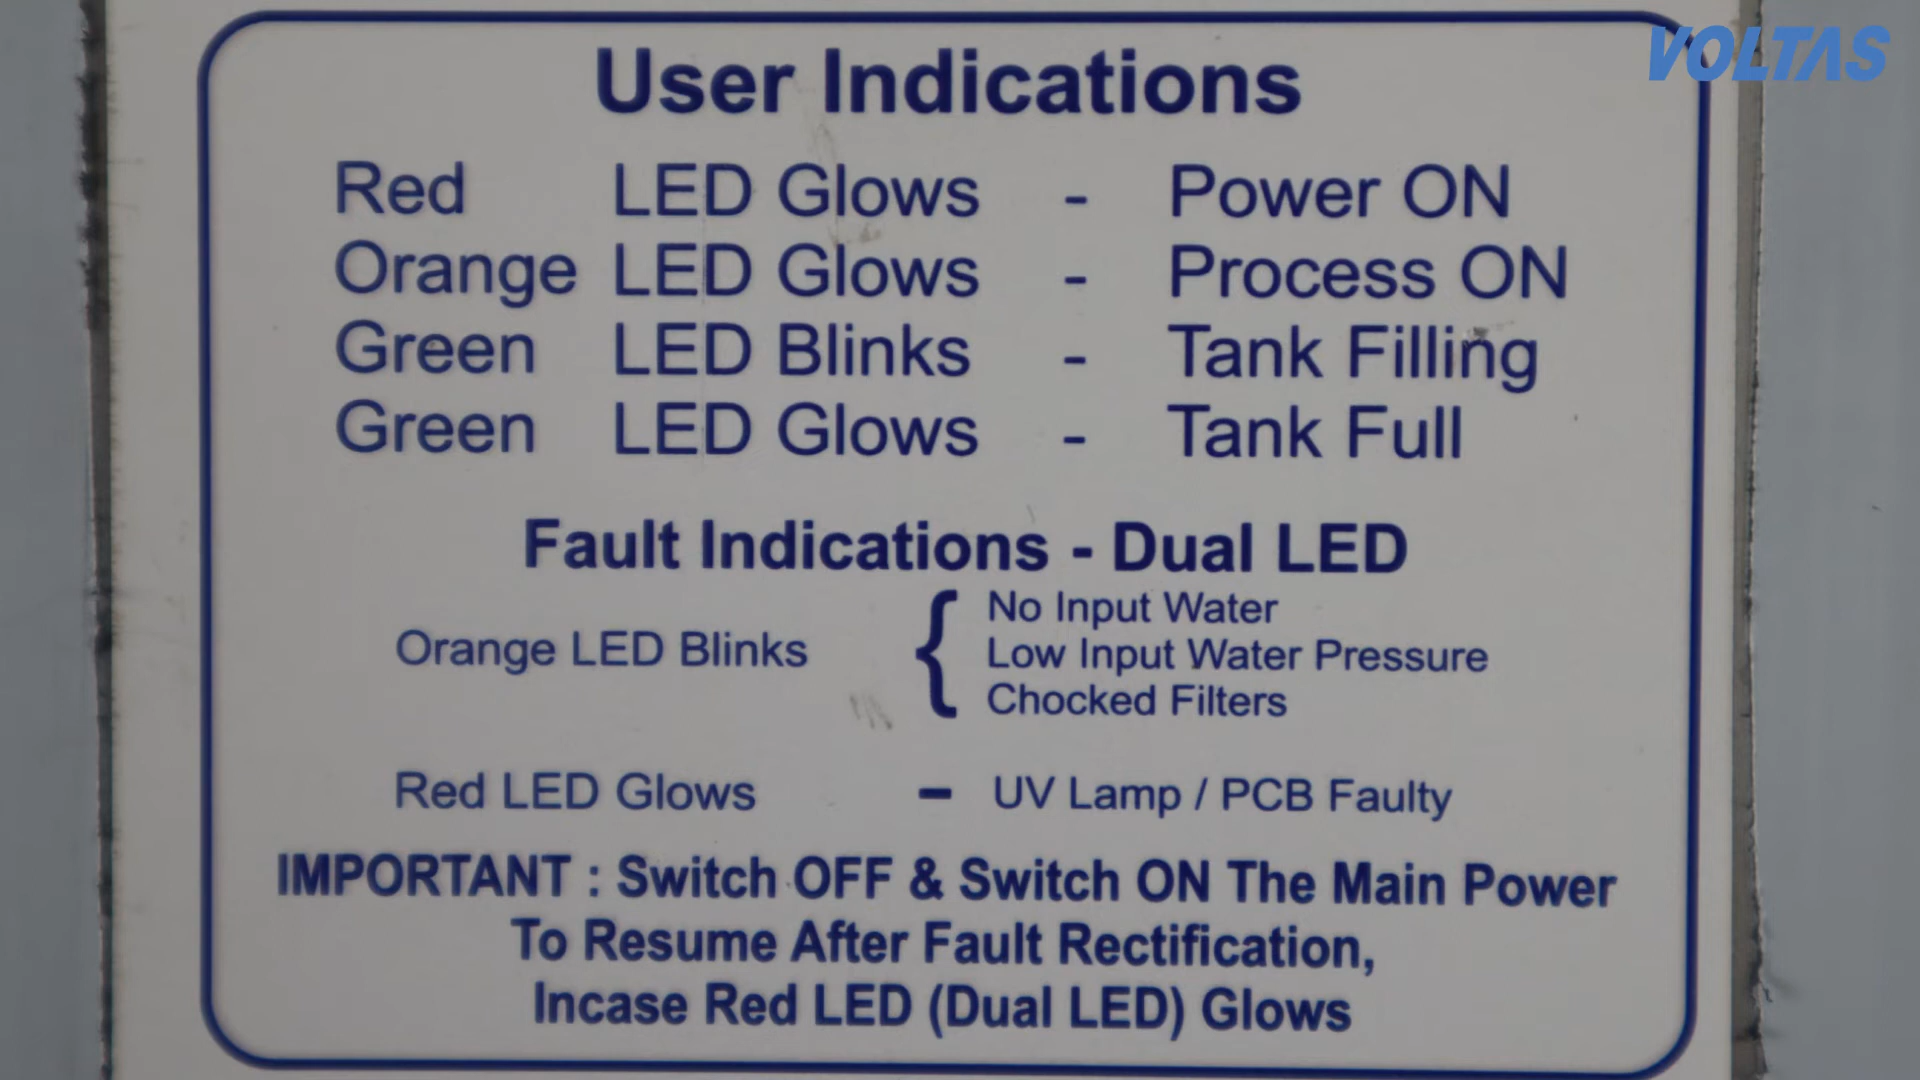 VOLTAS
User Indications
Red LED Glows - Power ON
Orange LED Glows - Process ON
Green LED Blinks - Tank Filling
Green LED Glows - Tank Full
Fault Indications - Dual LED
Orange LED Blinks { No Input Water
Low Input Water Pressure
Chocked Filters
Red LED Glows - UV Lamp / PCB Faulty
IMPORTANT : Switch OFF & Switch ON The Main Power
To Resume After Fault Rectification,
Incase Red LED (Dual LED) Glows